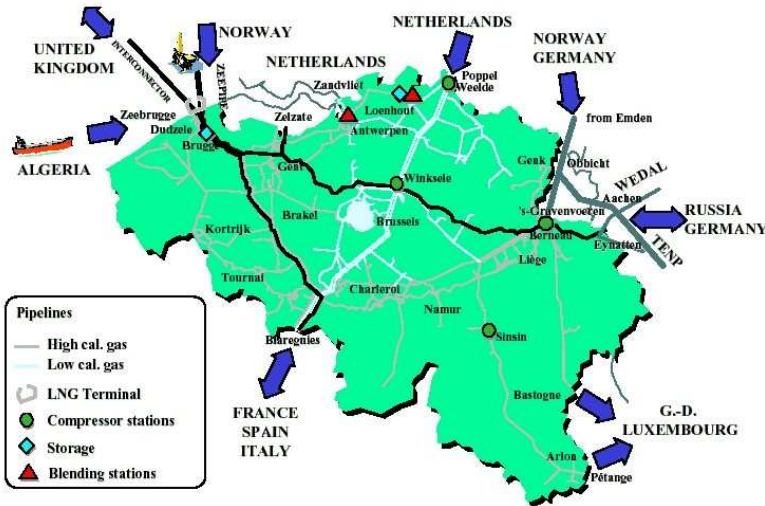 UNITED
KINGDOM
INTERCONNECTOR
ZEEPIPE
NORWAY
NETHERLANDS
NETHERLANDS
NORWAY
GERMANY
from Emden
Zandvliet
Poppel
Weelde
Loenhout
Zeebrugge
Dudzele
Zelzate
Antwerpen
Brugge
ALGERIA
Gent
Genk
Obbicht
Winksele
Aachen
WEDAL
Kortrijk
Brakel
Brussels
's-Gravenvoeren
Berneau
RUSSIA
GERMANY
Eynatten
TENP
Liège
Tournai
Charleroi
Namur
Blaregnies
Sinsin
FRANCE
SPAIN
ITALY
Bastogne
G.-D.
LUXEMBOURG
Arlon
Pétange
Pipelines
High cal. gas
Low cal. gas
LNG Terminal
Compressor stations
Storage
Blending stations